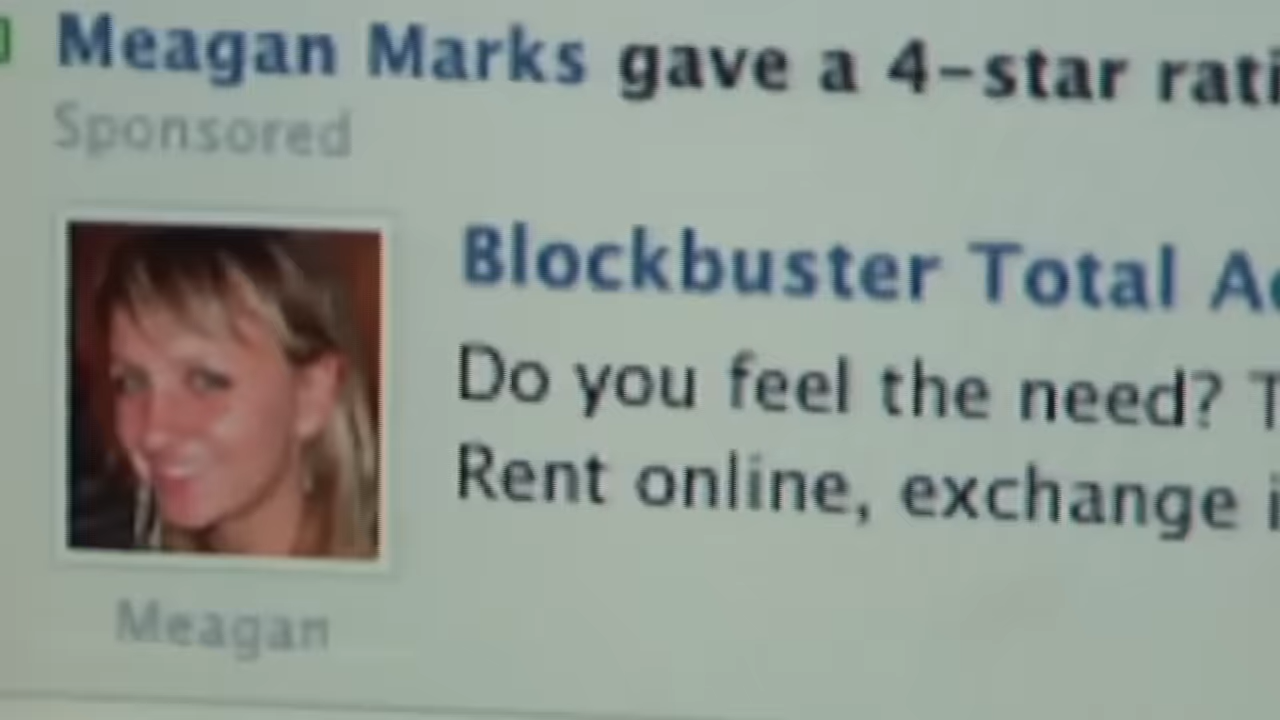 Meagan Marks gave a 4-star rati
Sponsored
Blockbuster Total Ac
Do you feel the need? T
Rent online, exchange i
Meagan